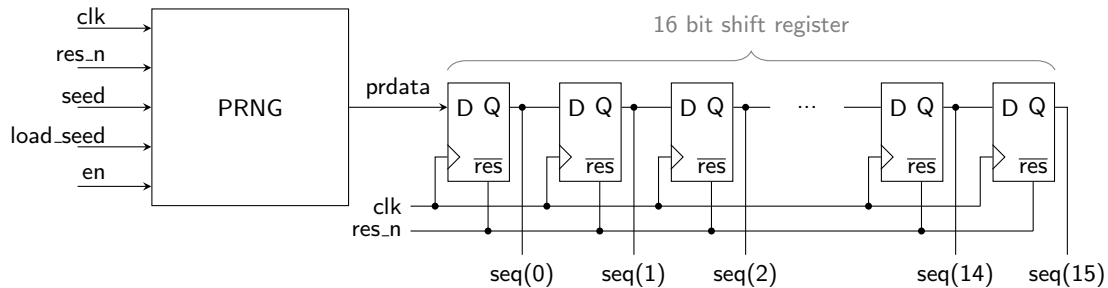 16 bit shift register
clk
res_n
seed
load_seed
en
PRNG
prdata
D Q
res
D Q
res
D Q
res
...
D Q
res
D Q
res
clk
res_n
seq(0)
seq(1)
seq(2)
seq(14)
seq(15)